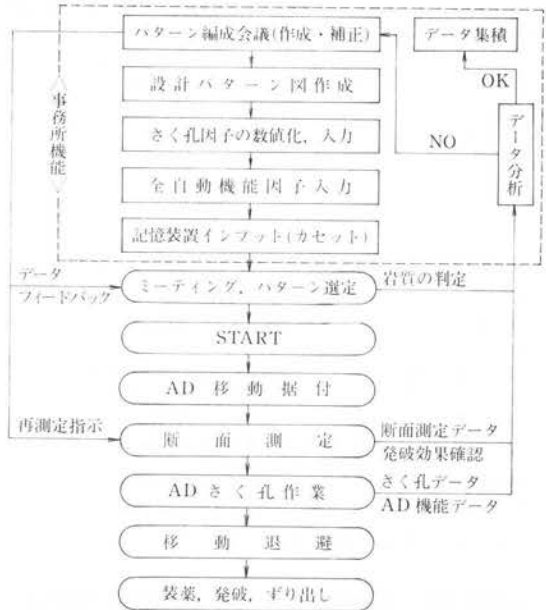 パターン編成会議(作成・補正)
データ集積
OK
設計パターン図作成
事務所機能
データ分析
NO
さく孔因子の数値化，入力
全自動機能因子入力
記憶装置インプット(カセット)
データ
フィードバック
ミーティング，パターン選定
岩質の判定
START
AD移動据付
再測定指示
断面測定
断面測定データ
発破効果確認
ADさく孔作業
さく孔データ
AD機能データ
移動退避
装薬，発破，ずり出し